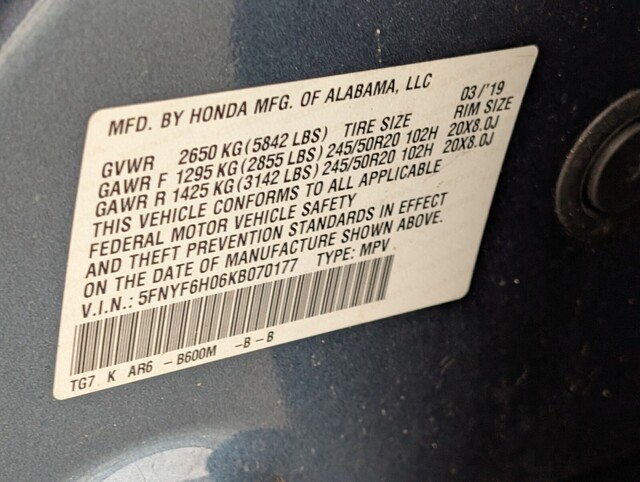 MFD. BY HONDA MFG. OF ALABAMA, LLC 03/'19
GVWR 2650 KG (5842 LBS) TIRE SIZE RIM SIZE
GAWR F 1295 KG (2855 LBS) 245/50R20 102H 20X8.0J
GAWR R 1425 KG (3142 LBS) 245/50R20 102H 20X8.0J
THIS VEHICLE CONFORMS TO ALL APPLICABLE
FEDERAL MOTOR VEHICLE SAFETY
AND THEFT PREVENTION STANDARDS IN EFFECT
ON THE DATE OF MANUFACTURE SHOWN ABOVE.
V.I.N.: 5FNYF6H06KB070177 TYPE: MPV
TG7 K AR6 -B600M -B-B